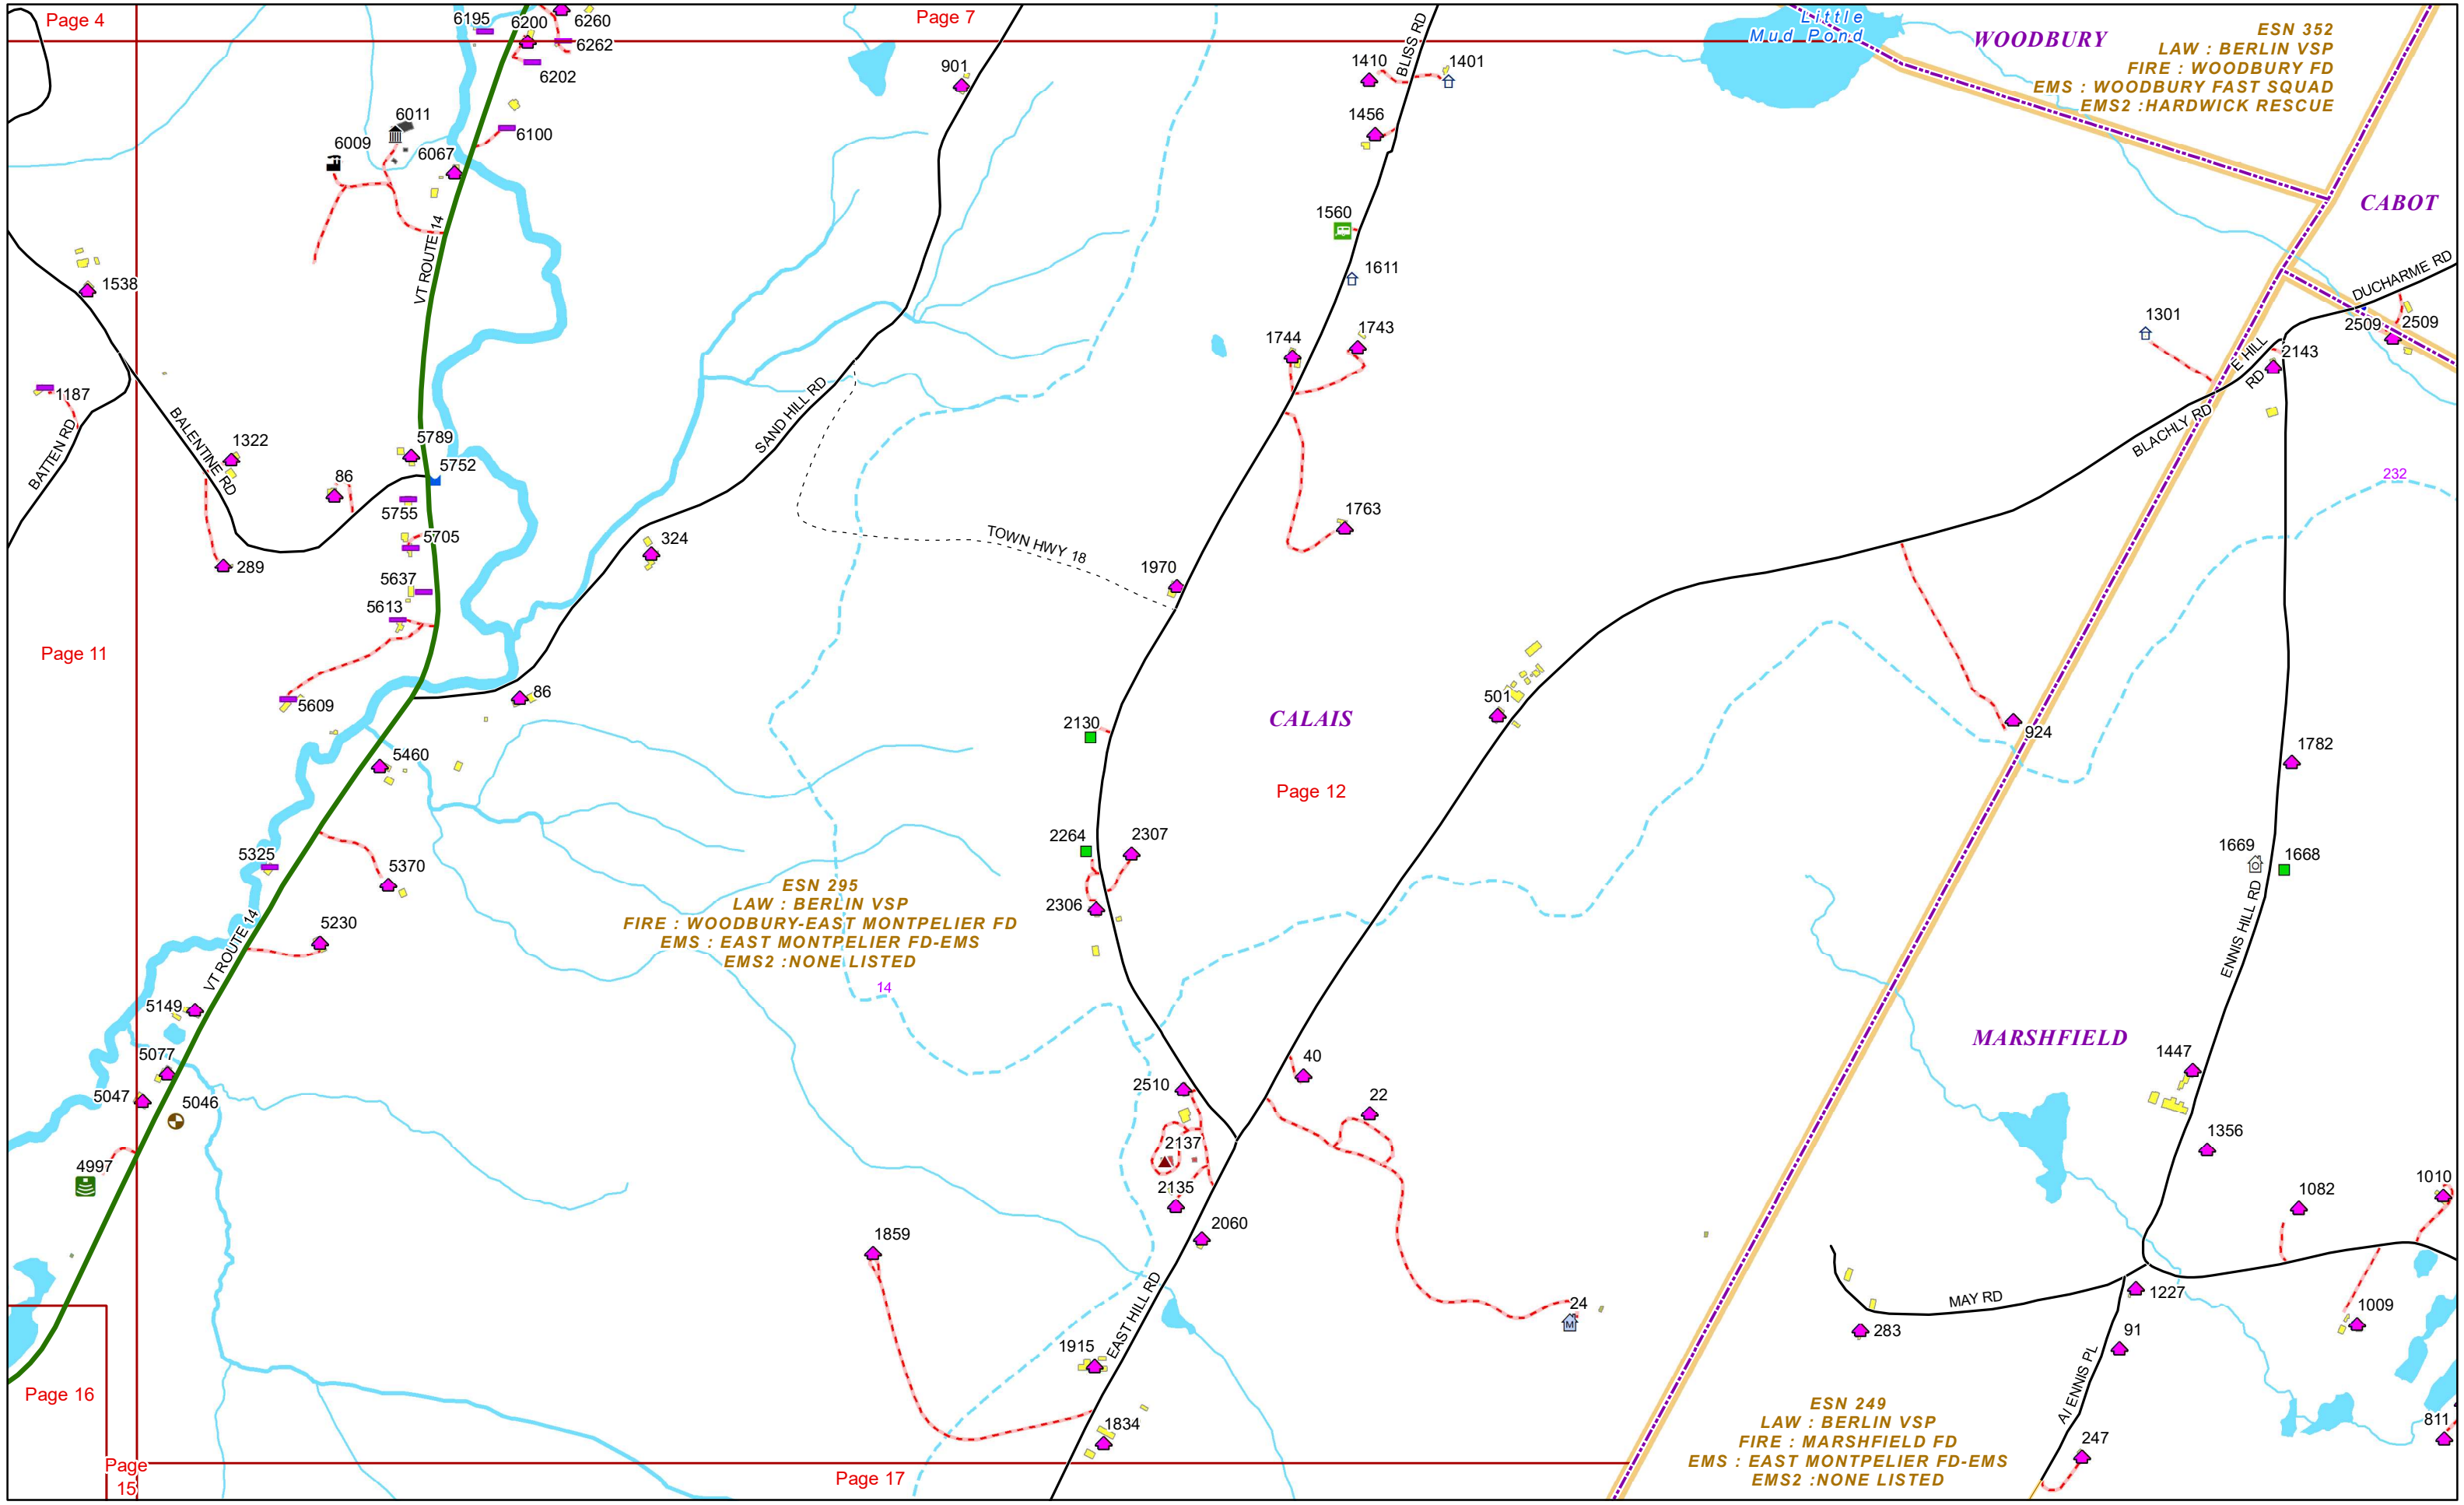 Page 4
6195
6200
6260
Page 7
6262
6202
901
BLISS RD
1410
1401
Little
Mud Pond
WOODBURY
ESN 352
LAW : BERLIN VSP
FIRE : WOODBURY FD
EMS : WOODBURY FAST SQUAD
EMS2 :HARDWICK RESCUE
6011
6009
6067
6100
1456
CABOT
VT ROUTE 14
1560
1611
1538
DUCHARME RD
1301
2509
2509
1744
1743
E HILL
RD
2143
1187
BATTEN RD
BALENTINE RD
1322
86
5789
5752
5755
5705
SAND HILL RD
BLACHLY RD
232
1763
324
TOWN HWY 18
289
5637
5613
1970
Page 11
5609
86
501
2130
CALAIS
924
5460
1782
Page 12
2264
2307
5325
5370
1669
1668
ESN 295
LAW : BERLIN VSP
FIRE : WOODBURY-EAST MONTPELIER FD
EMS : EAST MONTPELIER FD-EMS
EMS2 :NONE LISTED
2306
5230
VT ROUTE 14
ENNIS HILL RD
14
5149
MARSHFIELD
5077
40
1447
2510
22
5047
5046
1356
2137
4997
2135
1082
1010
2060
1859
EAST HILL RD
24
MAY RD
1227
1009
283
91
1915
AI ENNIS PL
Page 16
ESN 249
LAW : BERLIN VSP
FIRE : MARSHFIELD FD
EMS : EAST MONTPELIER FD-EMS
EMS2 :NONE LISTED
1834
811
247
Page
15
Page 17